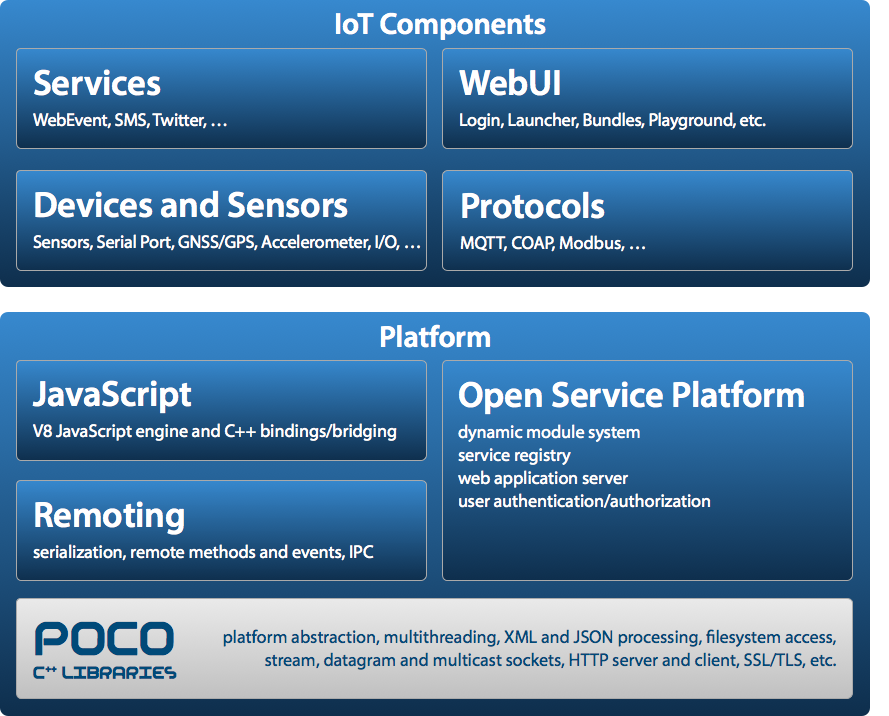 IoT Components
Services
WebEvent, SMS, Twitter, …
WebUI
Login, Launcher, Bundles, Playground, etc.
Devices and Sensors
Sensors, Serial Port, GNSS/GPS, Accelerometer, I/O, …
Protocols
MQTT, COAP, Modbus, …
Platform
JavaScript
V8 JavaScript engine and C++ bindings/bridging
Open Service Platform
dynamic module system
service registry
web application server
user authentication/authorization
Remoting
serialization, remote methods and events, IPC
POCO
C++ LIBRARIES
platform abstraction, multithreading, XML and JSON processing, filesystem access,
stream, datagram and multicast sockets, HTTP server and client, SSL/TLS, etc.